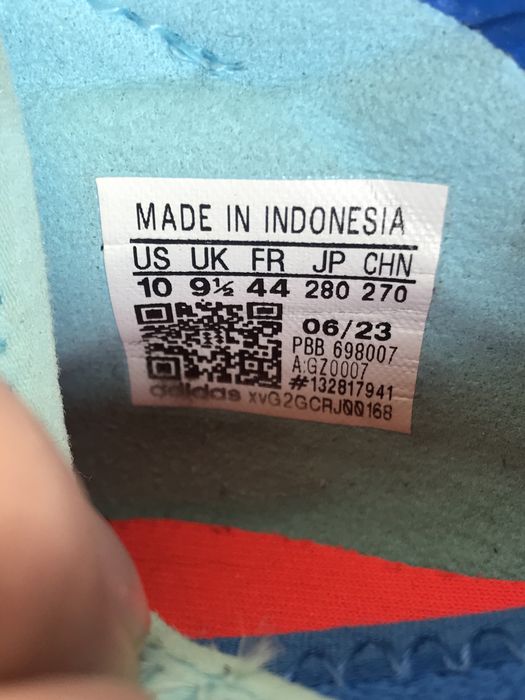 MADE IN INDONESIA
US UK FR JP CHN
10 9½ 44 280 270
06/23
PBB 698007
A:GZ0007
#132817941
adidas xvG2GCRJ00168